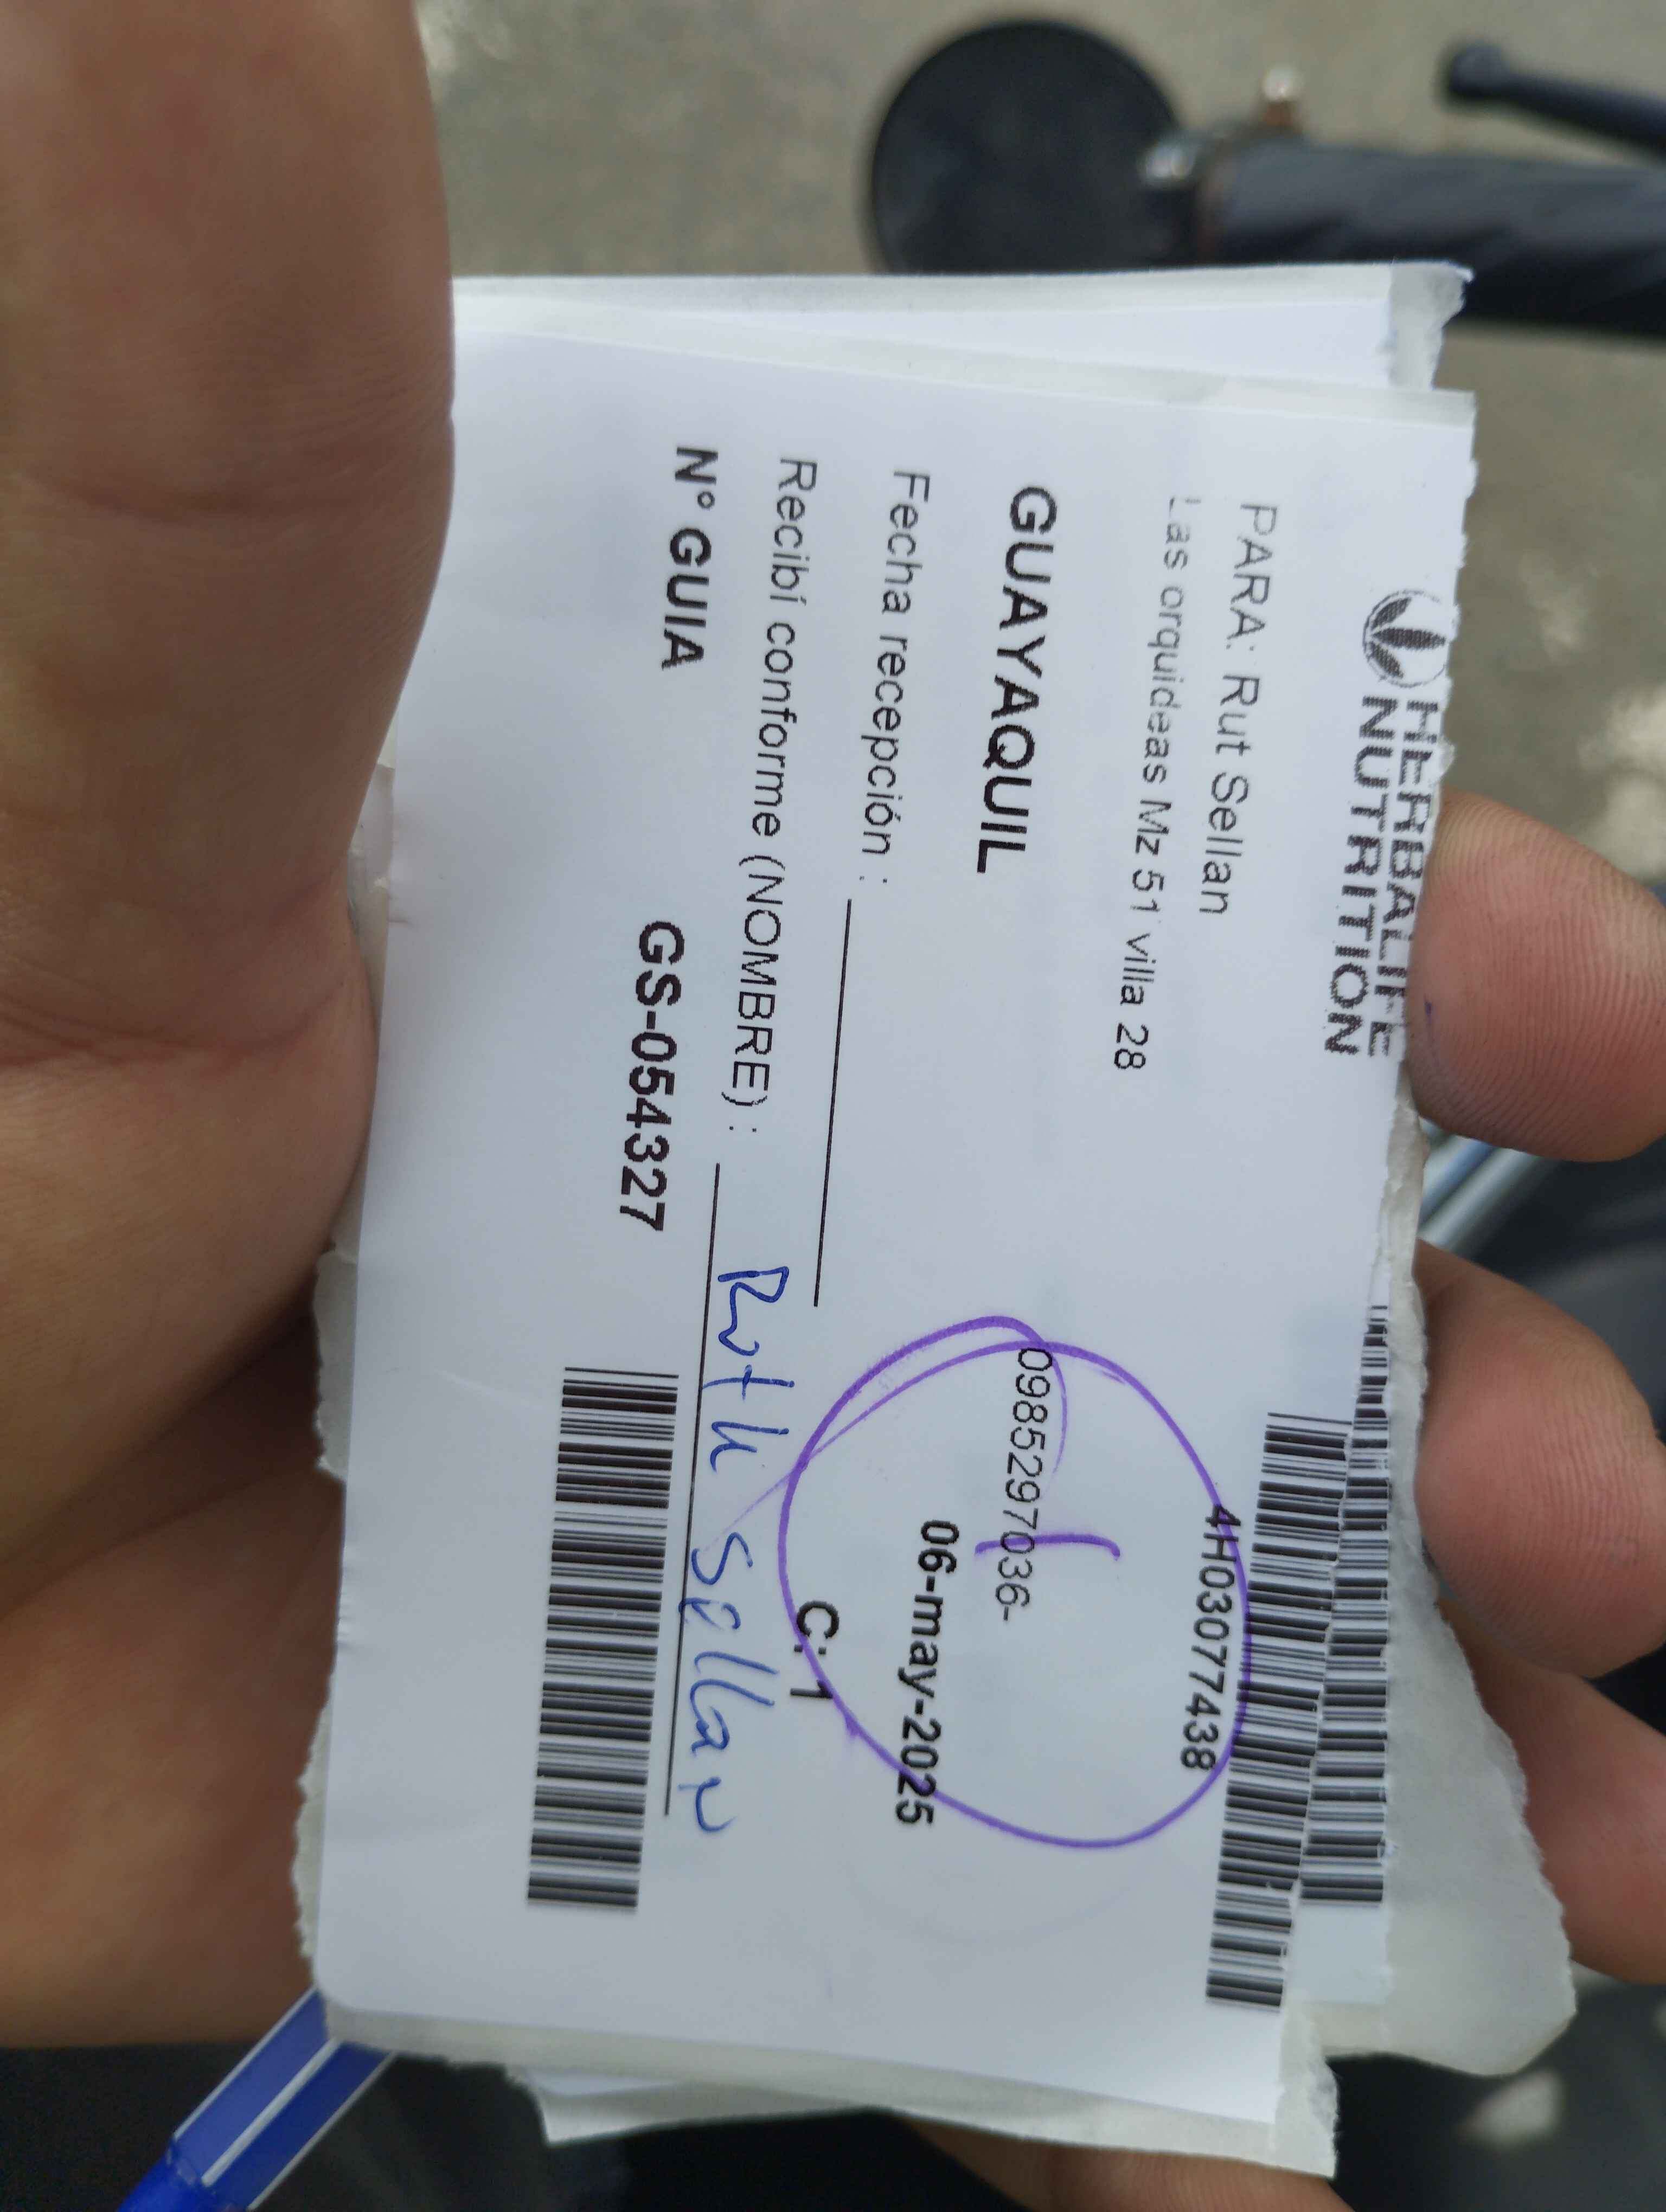 HERBALIFE
NUTRITION
4H03077438
PARA: Rut Sellan
Las orquideas Mz 51 villa 28
GUAYAQUIL
0985297036-
06-may-2025
Fecha recepción :
C: 1
Recibí conforme (NOMBRE) : Ruth Sellan
N° GUIA GS-054327